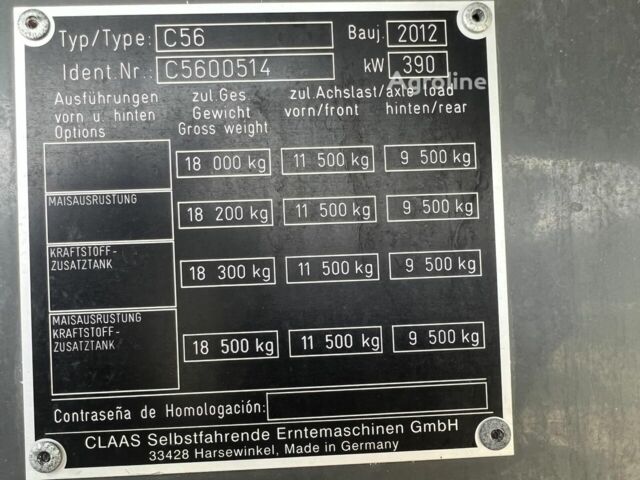 Typ/Type: C56 Bauj. 2012
Ident.Nr.: C5600514 kW 390
Agroline
Ausführungen vorn u. hinten Options
zul.Ges. Gewicht Gross weight
zul.Achslast/axle load
vorn/front hinten/rear
18 000 kg 11 500 kg 9 500 kg
MAISAUSRÜSTUNG 18 200 kg 11 500 kg 9 500 kg
KRAFTSTOFF-
ZUSATZTANK
18 300 kg 11 500 kg 9 500 kg
MAISAUSRÜSTUNG
KRAFTSTOFF-
ZUSATZTANK
18 500 kg 11 500 kg 9 500 kg
Contraseña de Homologación:
CLAAS Selbstfahrende Erntemaschinen GmbH
33428 Harsewinkel, Made in Germany